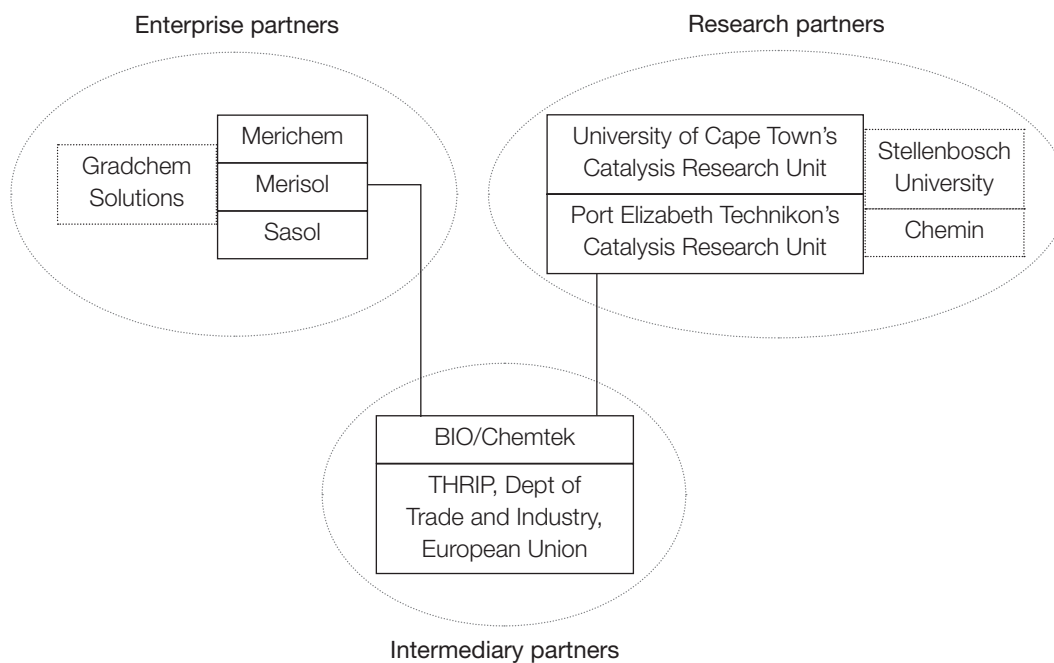 Enterprise partners
Research partners
Merichem
Gradchem
Solutions
Merisol
Sasol
University of Cape Town's
Catalysis Research Unit
Port Elizabeth Technikon's
Catalysis Research Unit
Stellenbosch
University
Chemin
BIO/Chemtek
THRIP, Dept of
Trade and Industry,
European Union
Intermediary partners